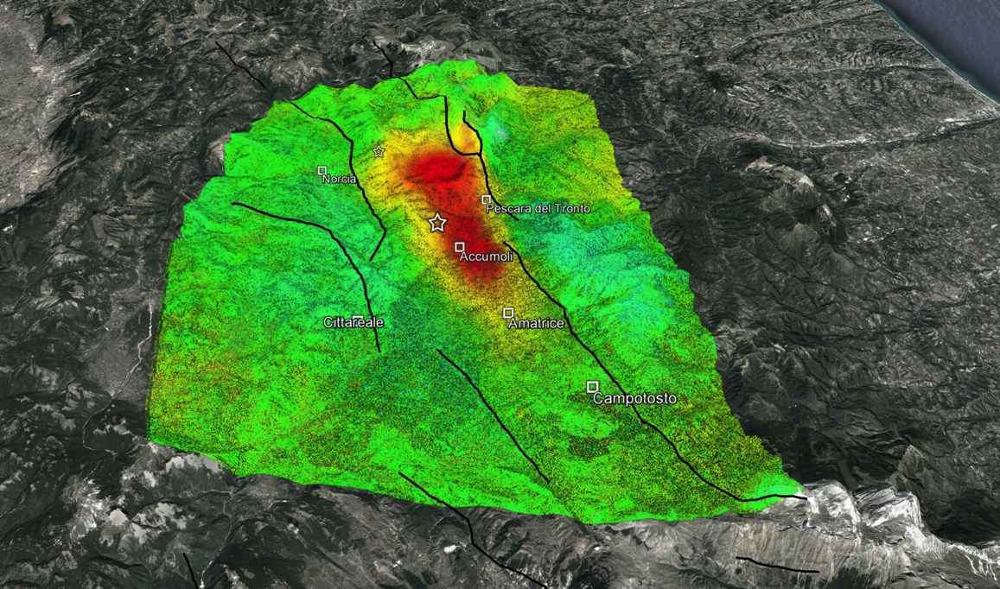 Norcia
Pescara del Tronto
Accumoli
Cittareale
Amatrice
Campotosto